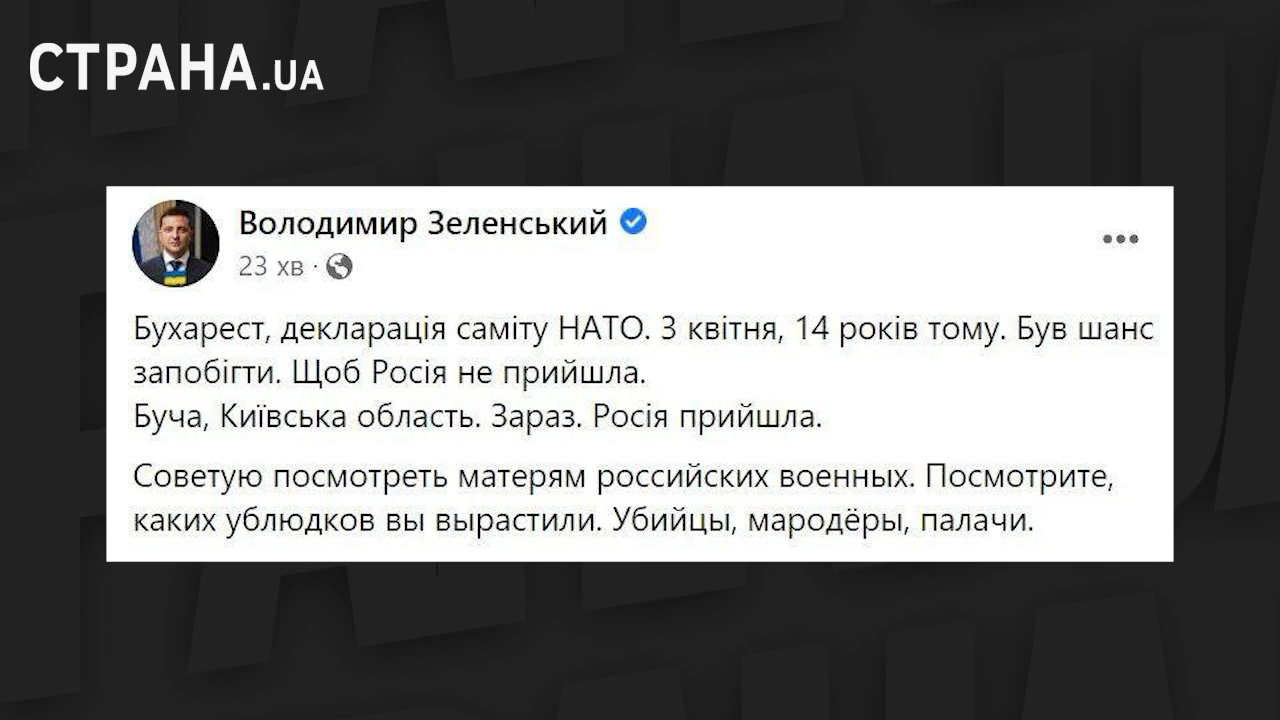 СТРАНА.UA
Володимир Зеленський
23 хв ·
Бухарест, декларація саміту НАТО. 3 квітня, 14 років тому. Був шанс
запобігти. Щоб Росія не прийшла.
Буча, Київська область. Зараз. Росія прийшла.
Советую посмотреть матерям российских военных. Посмотрите,
каких ублюдков вы вырастили. Убийцы, мародёры, палачи.